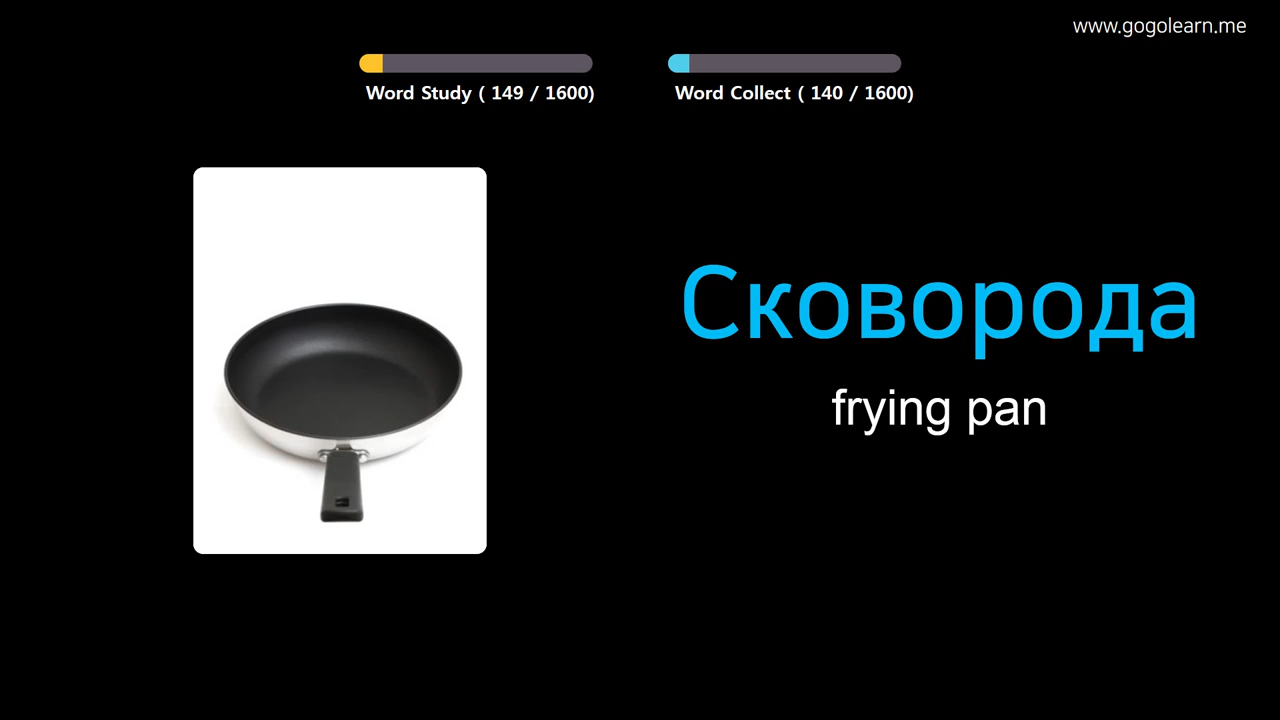 www.gogolearn.me
Word Study ( 149 / 1600)
Word Collect ( 140 / 1600)
Сковорода
frying pan